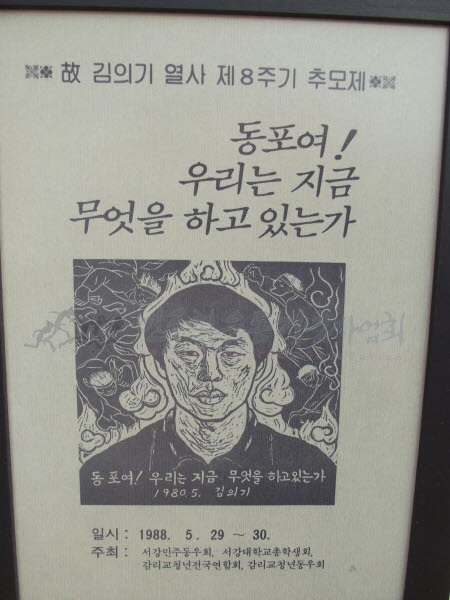 故 김의기 열사 제8주기 추모제
동포여!
우리는 지금
무엇을 하고 있는가
동포여! 우리는 지금 무엇을 하고있는가
1980.5. 김의기
일시 : 1988. 5. 29 ~ 30.
주최 : 서강민주동우회, 서강대학교총학생회,
감리교청년전국연합회, 감리교청년동우회